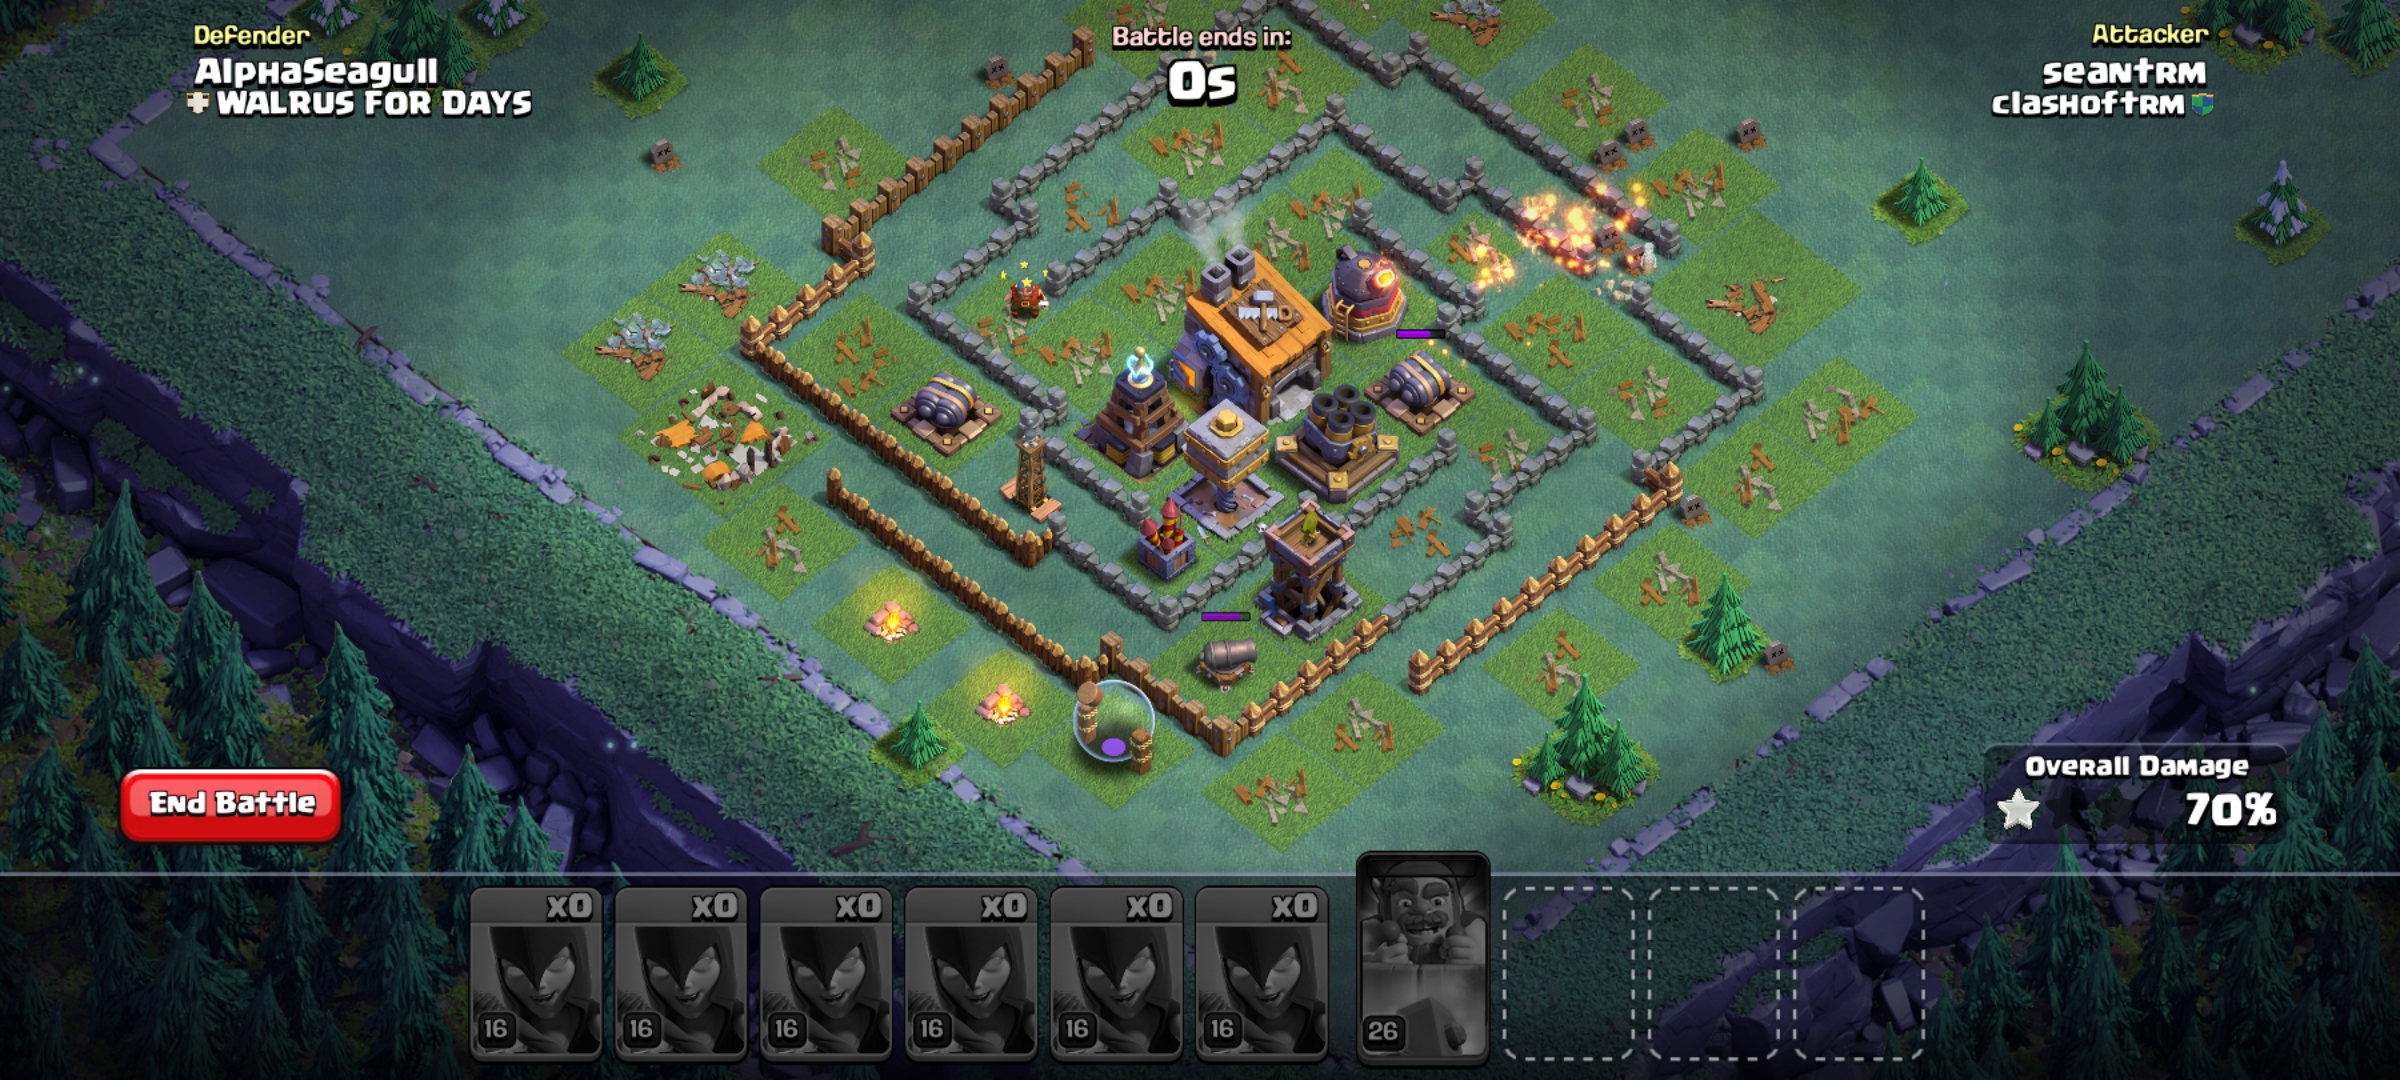 Defender
AlphaSeagull
WALRUS FOR DAYS
Battle ends in:
0s
Attacker
seantRM
clashoftRM
End Battle
Overall Damage
70%
x0
x0
x0
x0
x0
x0
16
16
16
16
16
16
26